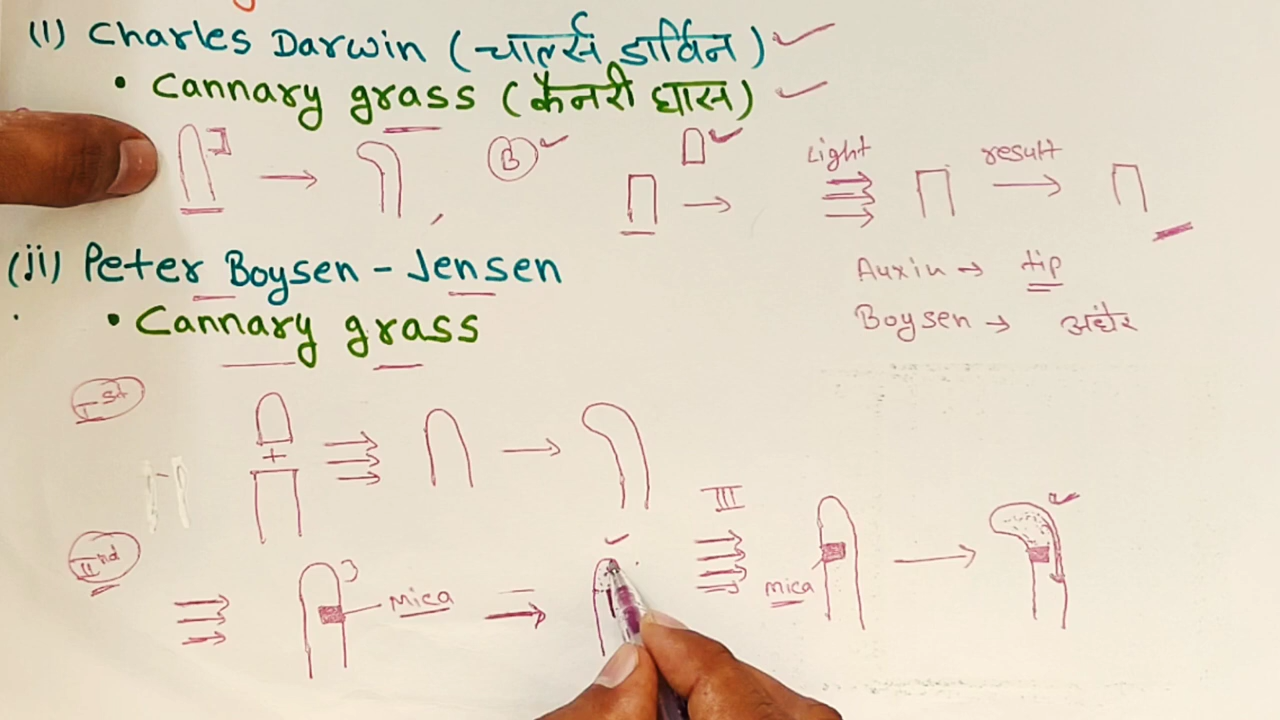 (i) Charles Darwin (चार्ल्स डार्विन)
• Cannary grass (कैनरी घास)
B
Light
result
(ii) Peter Boysen - Jensen
Auxin → tip
• Cannary grass
Boysen → अंधेरे
Ist
+
III
IInd
Mica
Mica